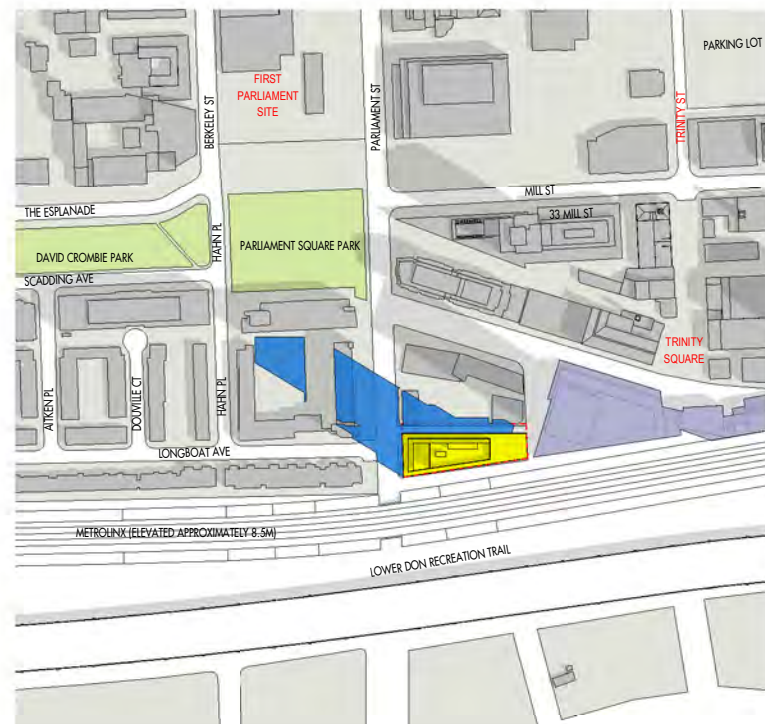 PARKING LOT
FIRST
PARLIAMENT
SITE
BERKELEY ST
PARLIAMENT ST
TRINITY ST
MILL ST
THE ESPLANADE
33 MILL ST
HAHN PL
PARLIAMENT SQUARE PARK
DAVID CROMBIE PARK
SCADDING AVE
TRINITY
SQUARE
AITKEN PL
DOUVILLE CT
HAHN PL
LONGBOAT AVE
METROLINX (ELEVATED APPROXIMATELY 8.5M)
LOWER DON RECREATION TRAIL